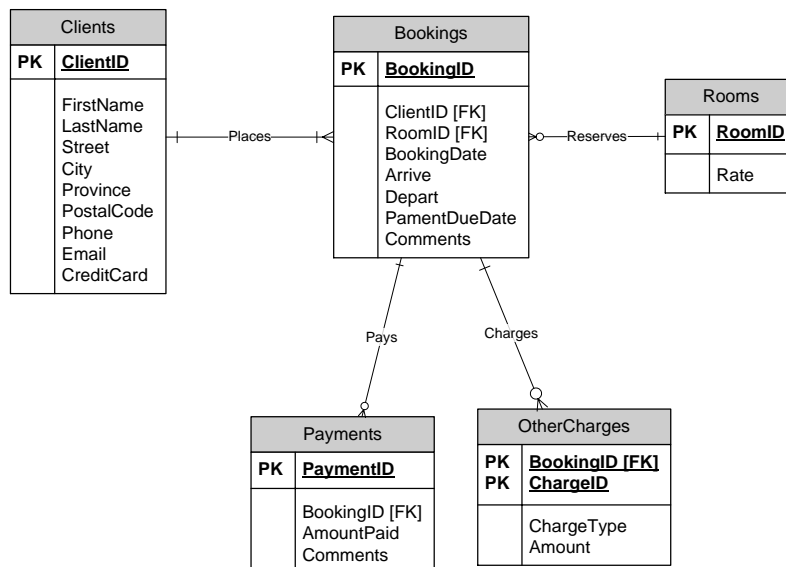 Clients
PK ClientID
FirstName
LastName
Street
City
Province
PostalCode
Phone
Email
CreditCard
Places
Bookings
PK BookingID
ClientID [FK]
RoomID [FK]
BookingDate
Arrive
Depart
PamentDueDate
Comments
Reserves
Rooms
PK RoomID
Rate
Pays
Charges
Payments
PK PaymentID
BookingID [FK]
AmountPaid
Comments
OtherCharges
PK BookingID [FK]
PK ChargeID
ChargeType
Amount